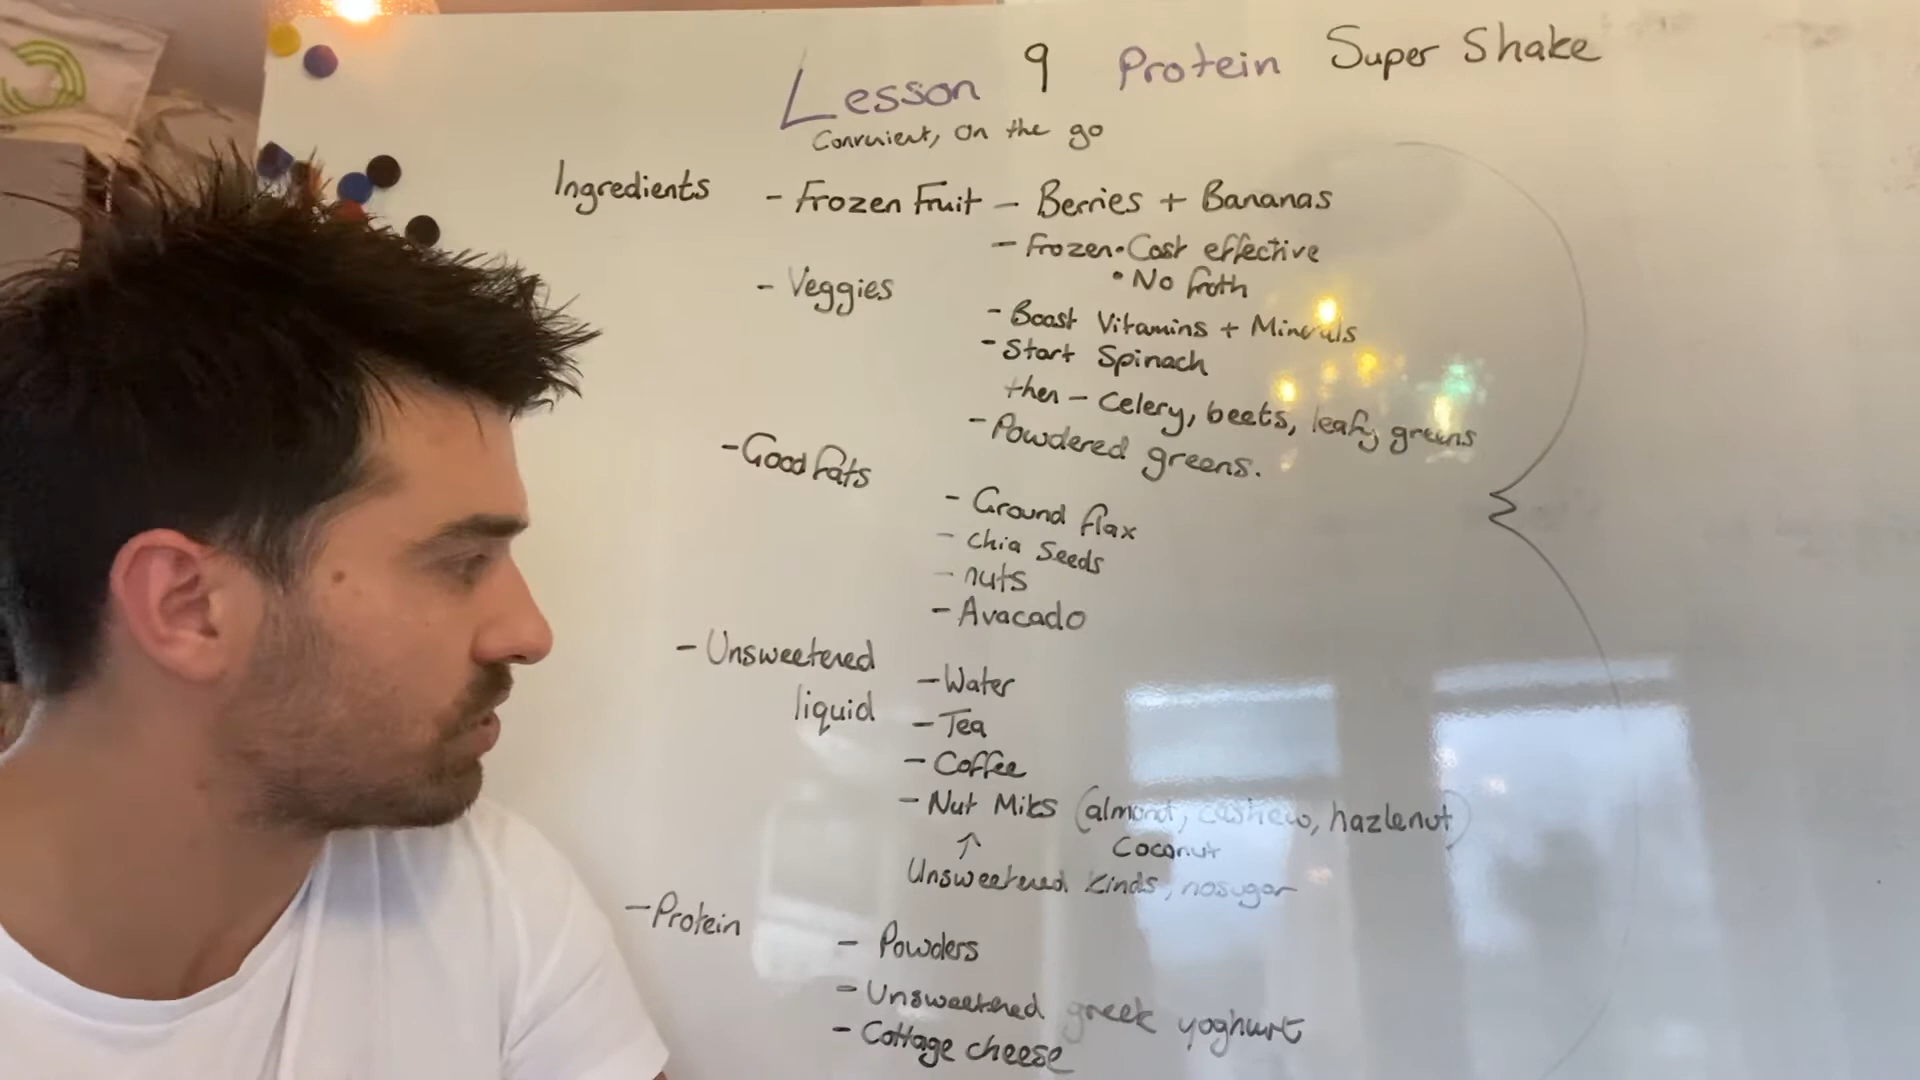 Lesson 9 Protein Super Shake
Convenient, on the go
Ingredients - Frozen Fruit - Berries + Bananas
- Frozen • Cost effective
• No froth
- Veggies
- Boost Vitamins + Minerals
- Start Spinach
then - Celery, beets, leafy greens
- Powdered greens.
- Good fats
- Ground flax
- chia seeds
- nuts
- Avacado
- Unsweetered
liquid
- Water
- Tea
- Coffee
- Nut Milks (almond, cashew, hazlenut)
Coconut
↑
Unsweetened kinds, no sugar
- Protein
- Powders
- Unsweetened greek yoghurt
- Cottage cheese